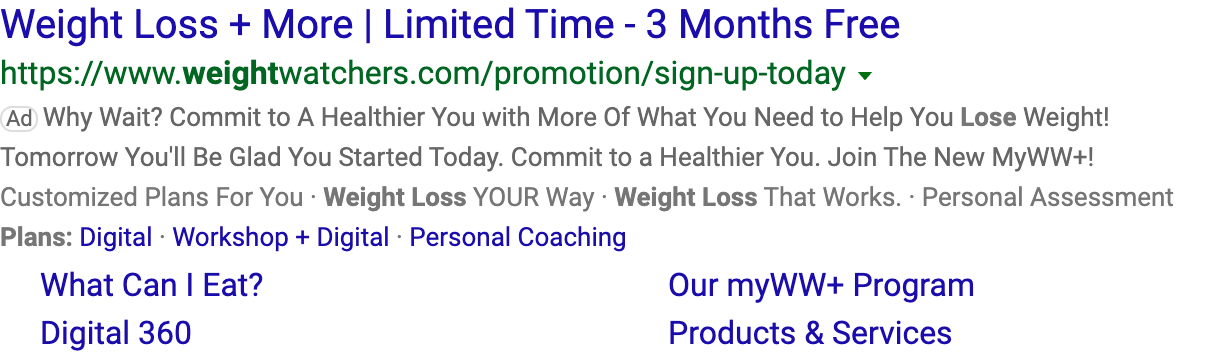 Weight Loss + More | Limited Time - 3 Months Free
https://www.weightwatchers.com/promotion/sign-up-today
Ad Why Wait? Commit to A Healthier You with More Of What You Need to Help You Lose Weight!
Tomorrow You'll Be Glad You Started Today. Commit to a Healthier You. Join The New MyWW+!
Customized Plans For You · Weight Loss YOUR Way · Weight Loss That Works. · Personal Assessment
Plans: Digital · Workshop + Digital · Personal Coaching
What Can I Eat? Our myWW+ Program
Digital 360 Products & Services